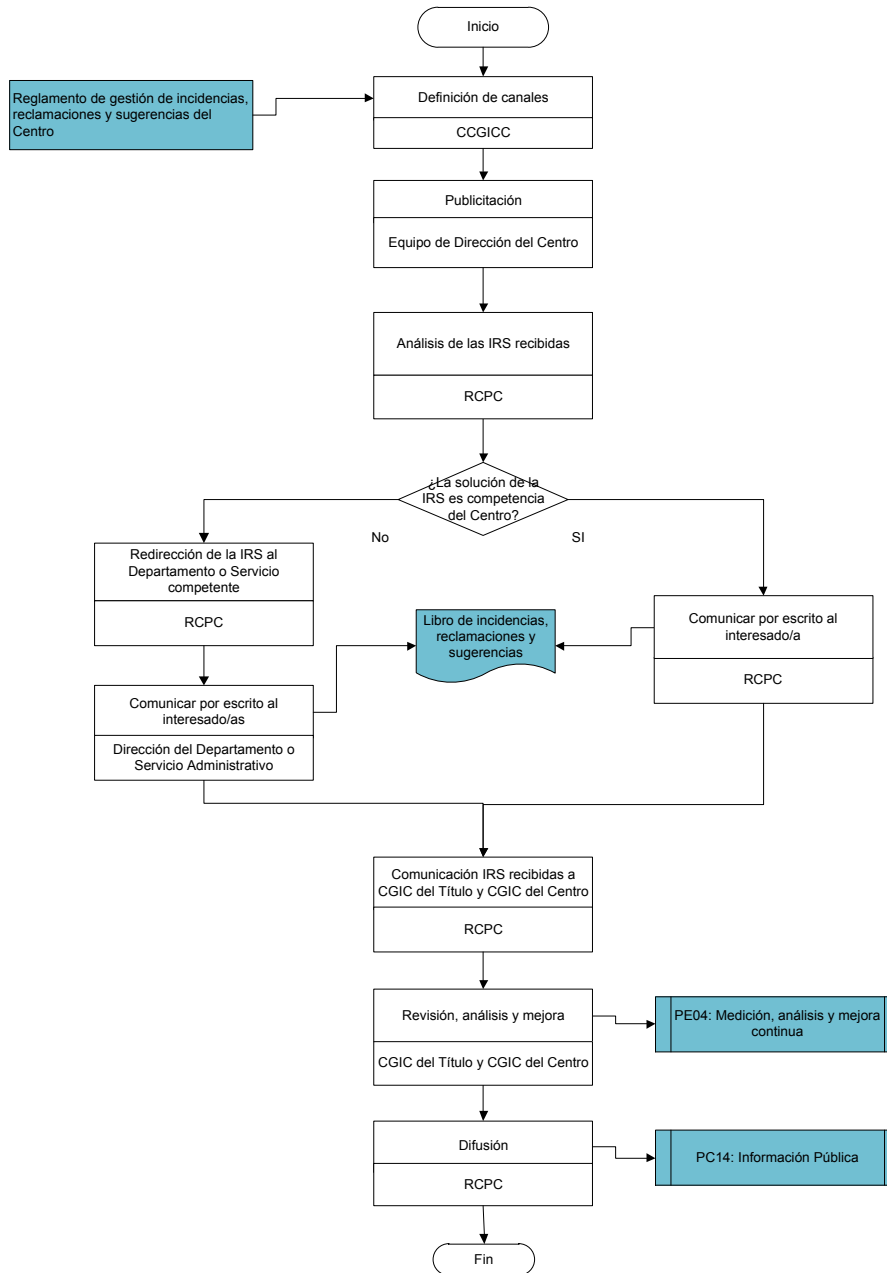 Inicio
Reglamento de gestión de incidencias,
reclamaciones y sugerencias del
Centro
Definición de canales
CCGICC
Publicitación
Equipo de Dirección del Centro
Análisis de las IRS recibidas
RCPC
¿La solución de la
IRS es competencia
del Centro?
No
SI
Redirección de la IRS al
Departamento o Servicio
competente
RCPC
Libro de incidencias,
reclamaciones y
sugerencias
Comunicar por escrito al
interesado/a
RCPC
Comunicar por escrito al
interesado/as
Dirección del Departamento o
Servicio Administrativo
Comunicación IRS recibidas a
CGIC del Título y CGIC del Centro
RCPC
Revisión, análisis y mejora
CGIC del Título y CGIC del Centro
PE04: Medición, análisis y mejora
continua
Difusión
RCPC
PC14: Información Pública
Fin